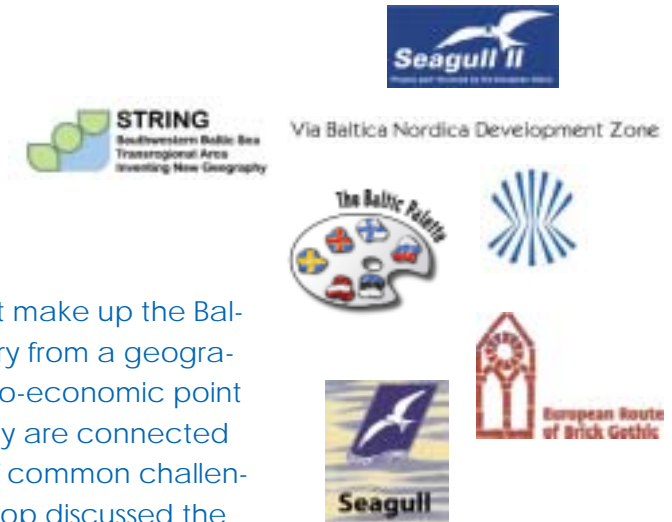 Seagull II
Project part-financed by the European Union
STRING
Southwestern Baltic Sea
Transregional Area
Inventing New Geography
Via Baltica Nordica Development Zone
The Baltic Palette
t make up the Bal-
ry from a geogra-
o-economic point
y are connected
f common challen-
op discussed the
European Route
of Brick Gothic
Seagull